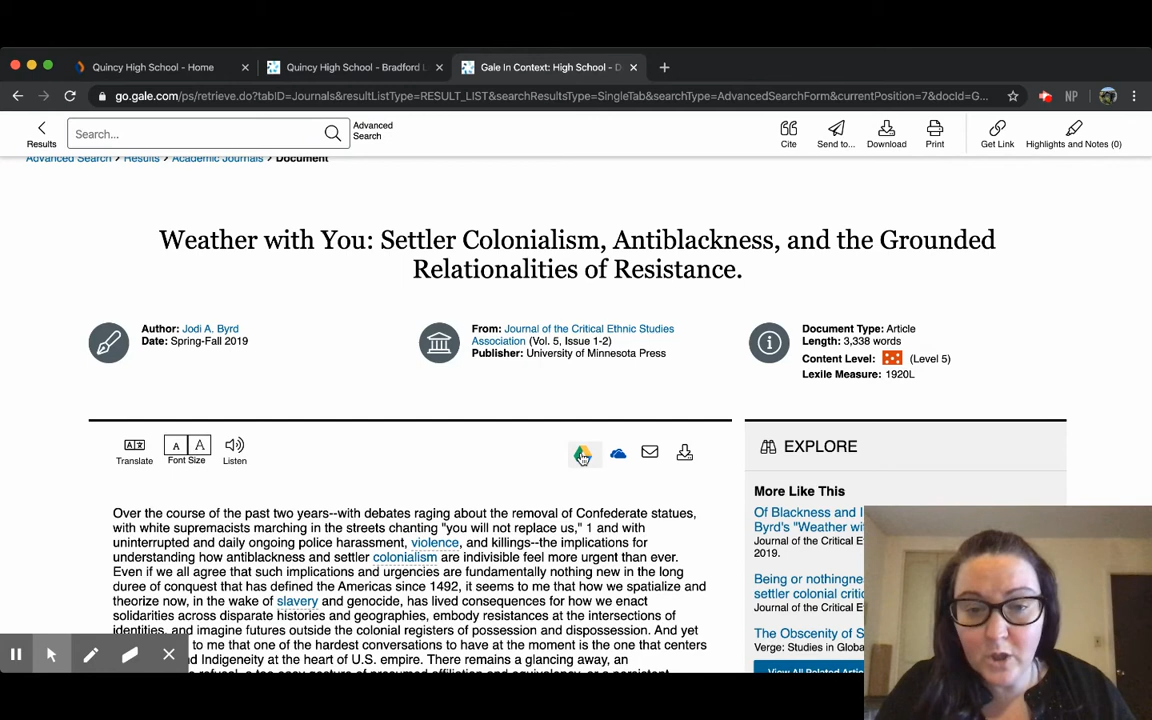 Quincy High School - Home
Quincy High School - Bradford L
Gale In Context: High School - D
go.gale.com/ps/retrieve.do?tabID=Journals&resultListType=RESULT_LIST&searchResultsType=SingleTab&searchType=AdvancedSearchForm&currentPosition=7&docId=G...
NP
Results
Search...
Advanced
Search
Cite
Send to...
Download
Print
Get Link
Highlights and Notes (0)
Advanced Search > Results > Academic Journals > Document
Weather with You: Settler Colonialism, Antiblackness, and the Grounded
Relationalities of Resistance.
Author: Jodi A. Byrd
Date: Spring-Fall 2019
From: Journal of the Critical Ethnic Studies
Association (Vol. 5, Issue 1-2)
Publisher: University of Minnesota Press
Document Type: Article
Length: 3,338 words
Content Level: (Level 5)
Lexile Measure: 1920L
Translate
A A
Font Size
Listen
EXPLORE
Over the course of the past two years--with debates raging about the removal of Confederate statues,
with white supremacists marching in the streets chanting "you will not replace us," 1 and with
uninterrupted and daily ongoing police harassment, violence, and killings--the implications for
understanding how antiblackness and settler colonialism are indivisible feel more urgent than ever.
Even if we all agree that such implications and urgencies are fundamentally nothing new in the long
duree of conquest that has defined the Americas since 1492, it seems to me that how we spatialize and
theorize now, in the wake of slavery and genocide, has lived consequences for how we enact
solidarities across disparate histories and geographies, embody resistances at the intersections of
identities, and imagine futures outside the colonial registers of possession and dispossession. And yet
to me that one of the hardest conversations to have at the moment is the one that centers
nd Indigeneity at the heart of U.S. empire. There remains a glancing away, an
More Like This
Of Blackness and I
Byrd's "Weather wi
Journal of the Critical E
2019.
Being or nothingne
settler colonial critic
Journal of the Critical E
The Obscenity of S
Verge: Studies in Globa
View All Related Artic